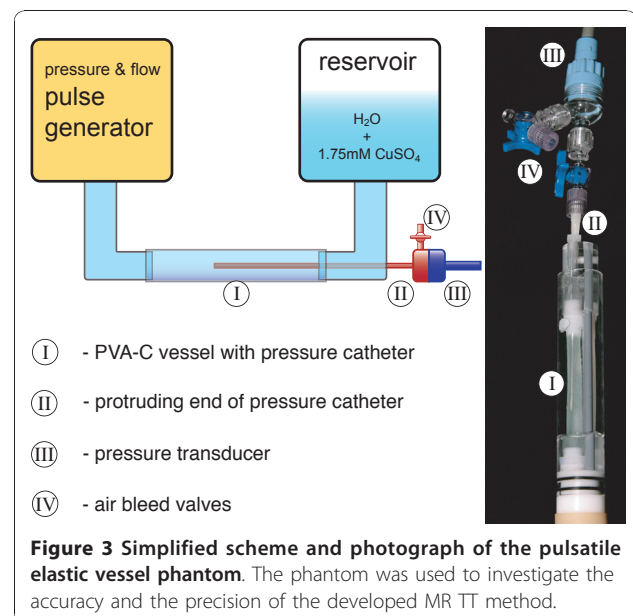 pressure & flow
pulse
generator
reservoir
H₂O
+
1.75mM CuSO₄
IV
I
II
III
III
IV
II
I
I - PVA-C vessel with pressure catheter
II - protruding end of pressure catheter
III - pressure transducer
IV - air bleed valves
Figure 3 Simplified scheme and photograph of the pulsatile
elastic vessel phantom. The phantom was used to investigate the
accuracy and the precision of the developed MR TT method.